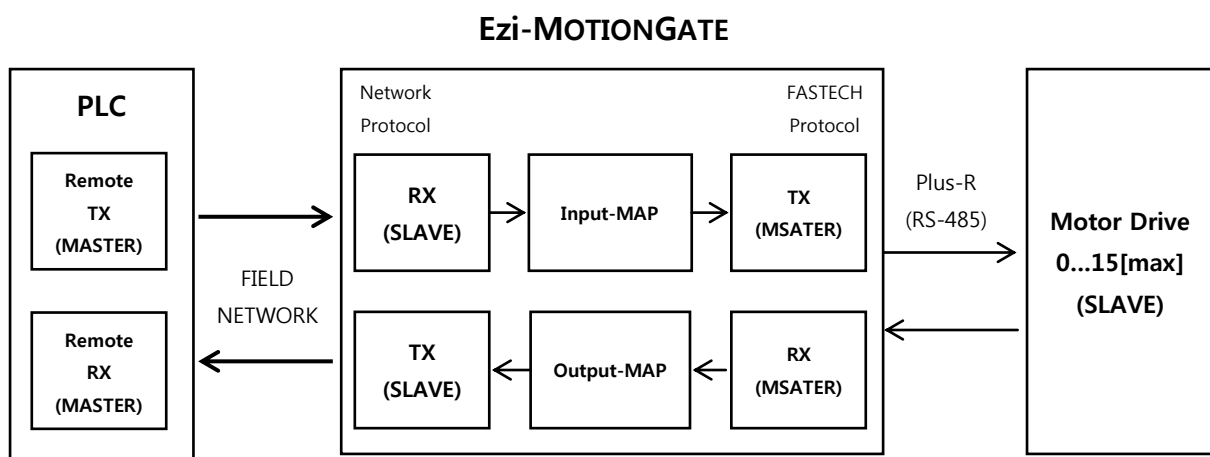 Ezi-MOTIONGATE
PLC
Remote
TX
(MASTER)
Remote
RX
(MASTER)
FIELD
NETWORK
Network
Protocol
FASTECH
Protocol
RX
(SLAVE)
Input-MAP
TX
(MSATER)
TX
(SLAVE)
Output-MAP
RX
(MSATER)
Plus-R
(RS-485)
Motor Drive
0...15[max]
(SLAVE)